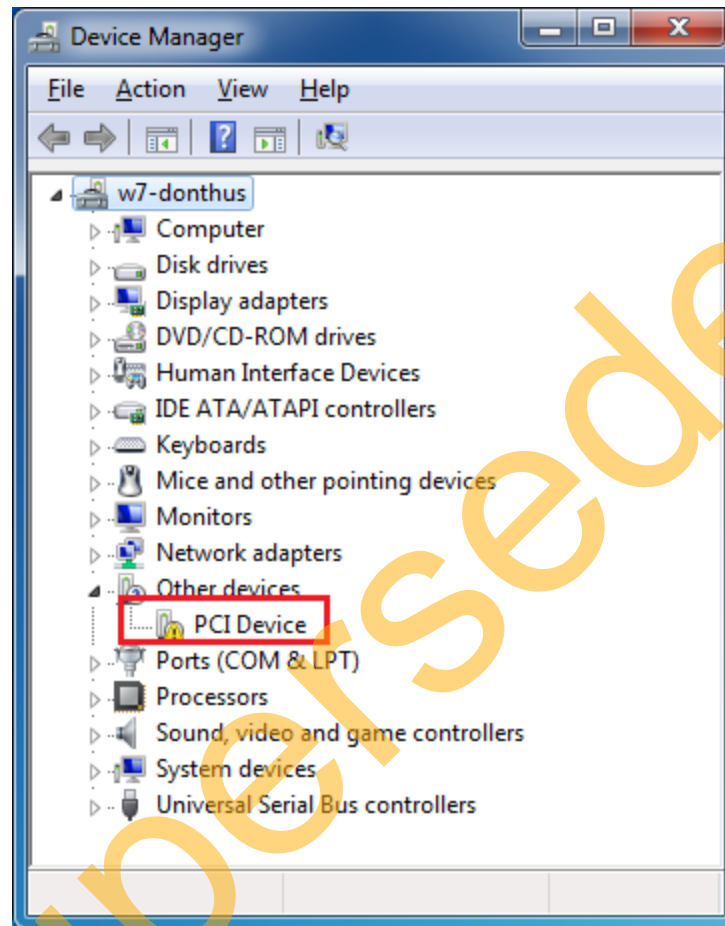 Device Manager
File Action View Help
w7-donthus
Computer
Disk drives
Display adapters
DVD/CD-ROM drives
Human Interface Devices
IDE ATA/ATAPI controllers
Keyboards
Mice and other pointing devices
Monitors
Network adapters
Other devices
PCI Device
Ports (COM & LPT)
Processors
Sound, video and game controllers
System devices
Universal Serial Bus controllers
persede